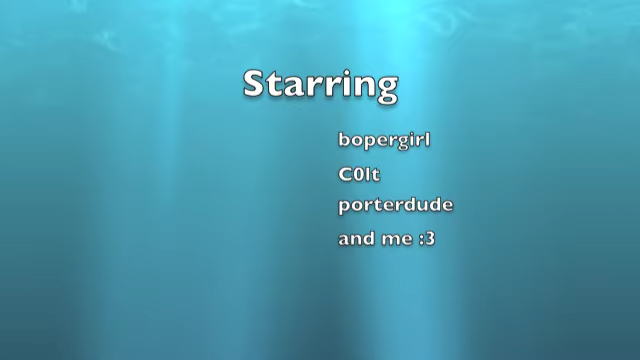 Starring
bopergirl
C0lt
porterdude
and me :3